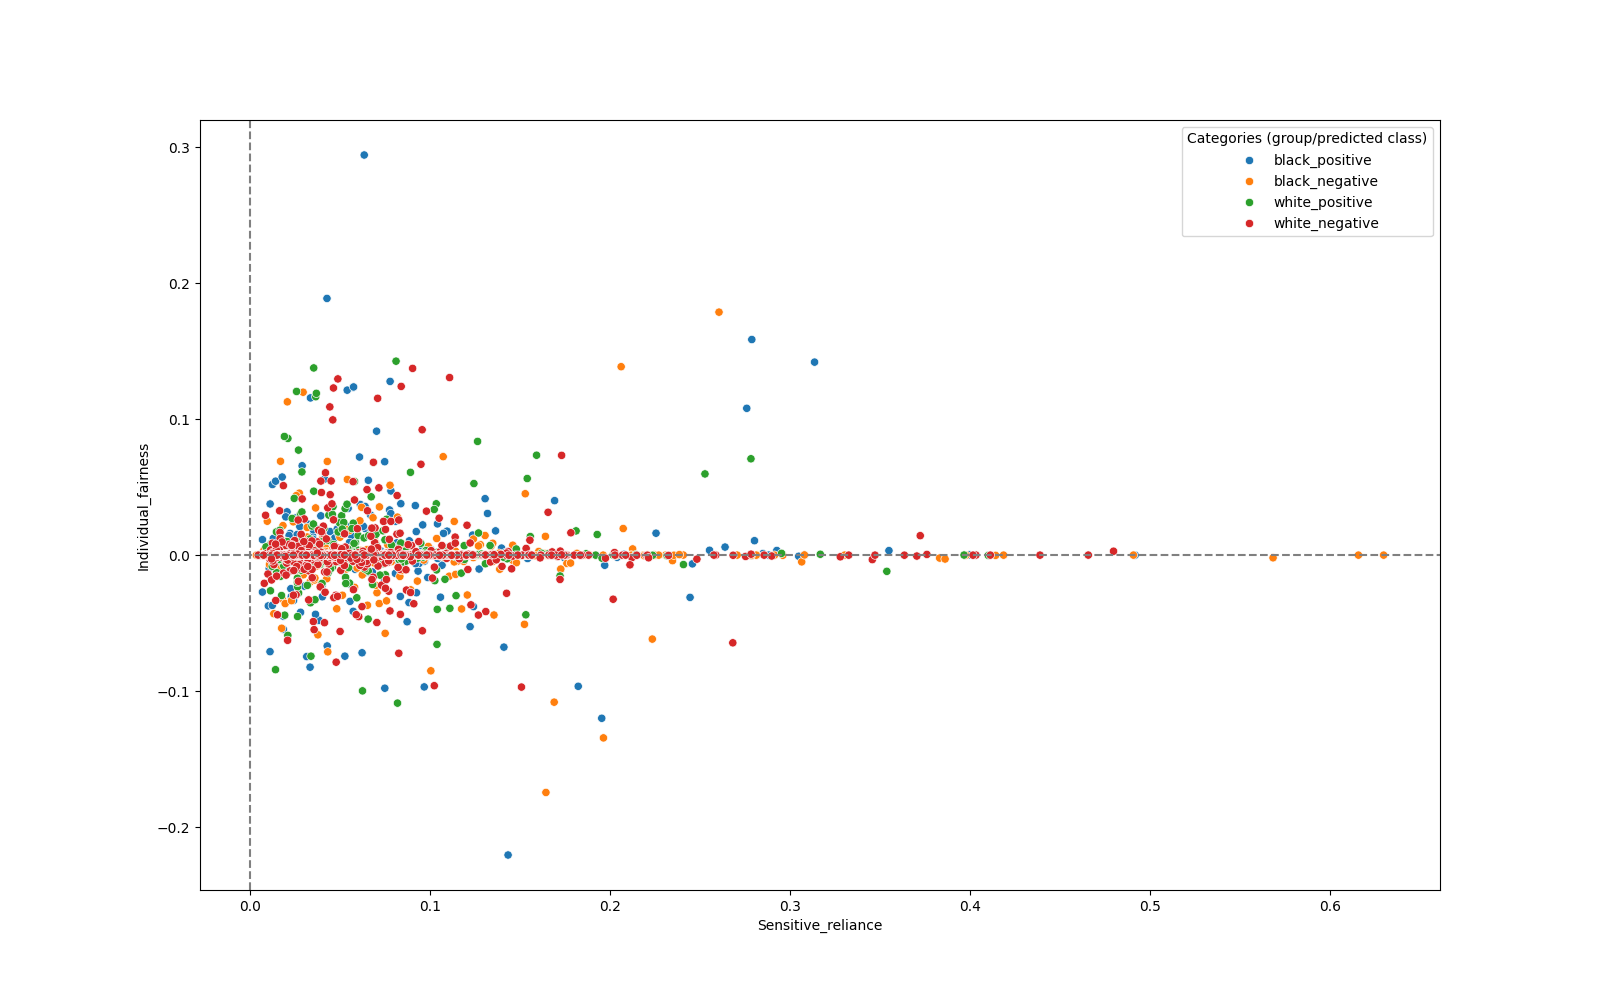 Categories (group/predicted class)
black_positive
black_negative
white_positive
white_negative
Individual_fairness
0.3
0.2
0.1
0.0
−0.1
−0.2
0.0 0.1 0.2 0.3 0.4 0.5 0.6
Sensitive_reliance